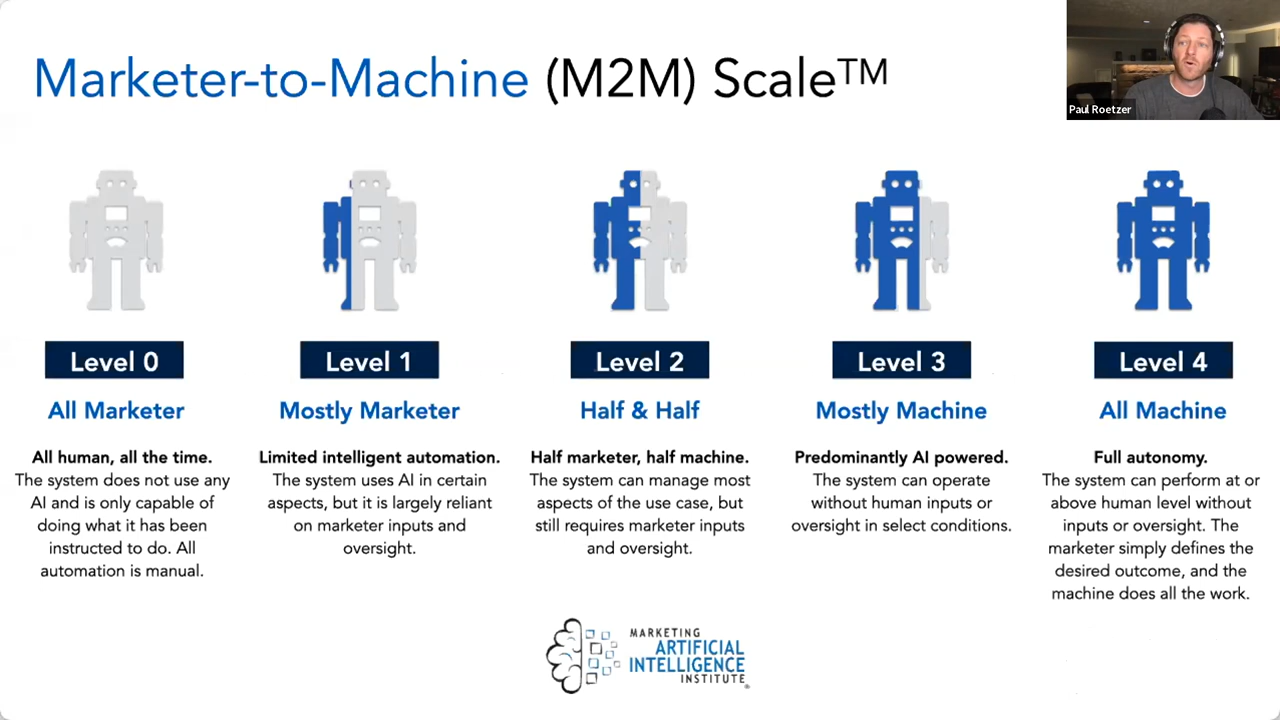 Marketer-to-Machine (M2M) Scale™
Paul Roetzer
Level 0
All Marketer
All human, all the time.
The system does not use any
AI and is only capable of
doing what it has been
instructed to do. All
automation is manual.
Level 1
Mostly Marketer
Limited intelligent automation.
The system uses AI in certain
aspects, but it is largely reliant
on marketer inputs and
oversight.
Level 2
Half & Half
Half marketer, half machine.
The system can manage most
aspects of the use case, but
still requires marketer inputs
and oversight.
Level 3
Mostly Machine
Predominantly AI powered.
The system can operate
without human inputs or
oversight in select conditions.
Level 4
All Machine
Full autonomy.
The system can perform at or
above human level without
inputs or oversight. The
marketer simply defines the
desired outcome, and the
machine does all the work.
MARKETING
ARTIFICIAL
INTELLIGENCE
INSTITUTE®